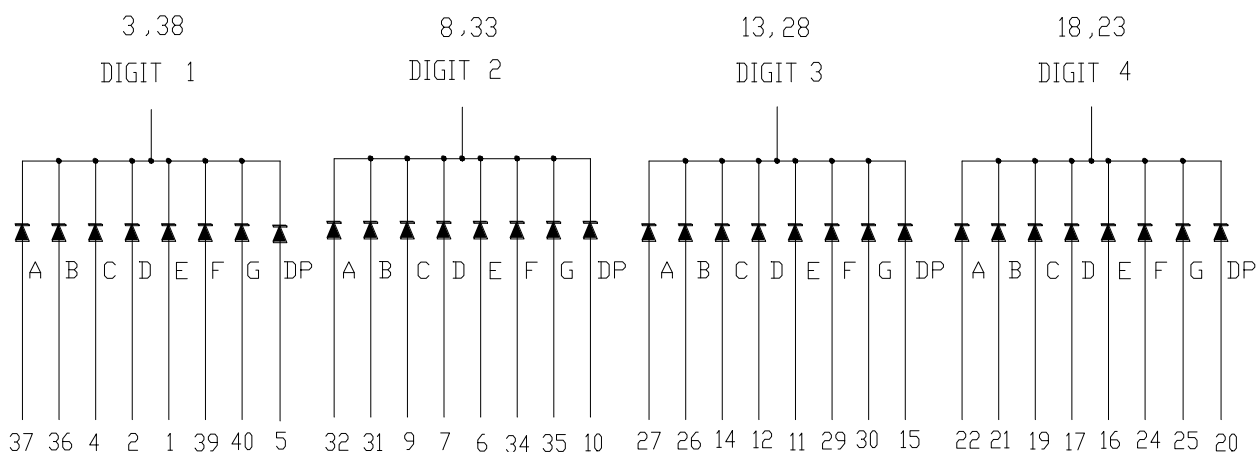 3,38 8,33 13,28 18,23
DIGIT 1 DIGIT 2 DIGIT 3 DIGIT 4
A B C D E F G DP A B C D E F G DP A B C D E F G DP A B C D E F G DP
37 36 4 2 1 39 40 5 32 31 9 7 6 34 35 10 27 26 14 12 11 29 30 15 22 21 19 17 16 24 25 20